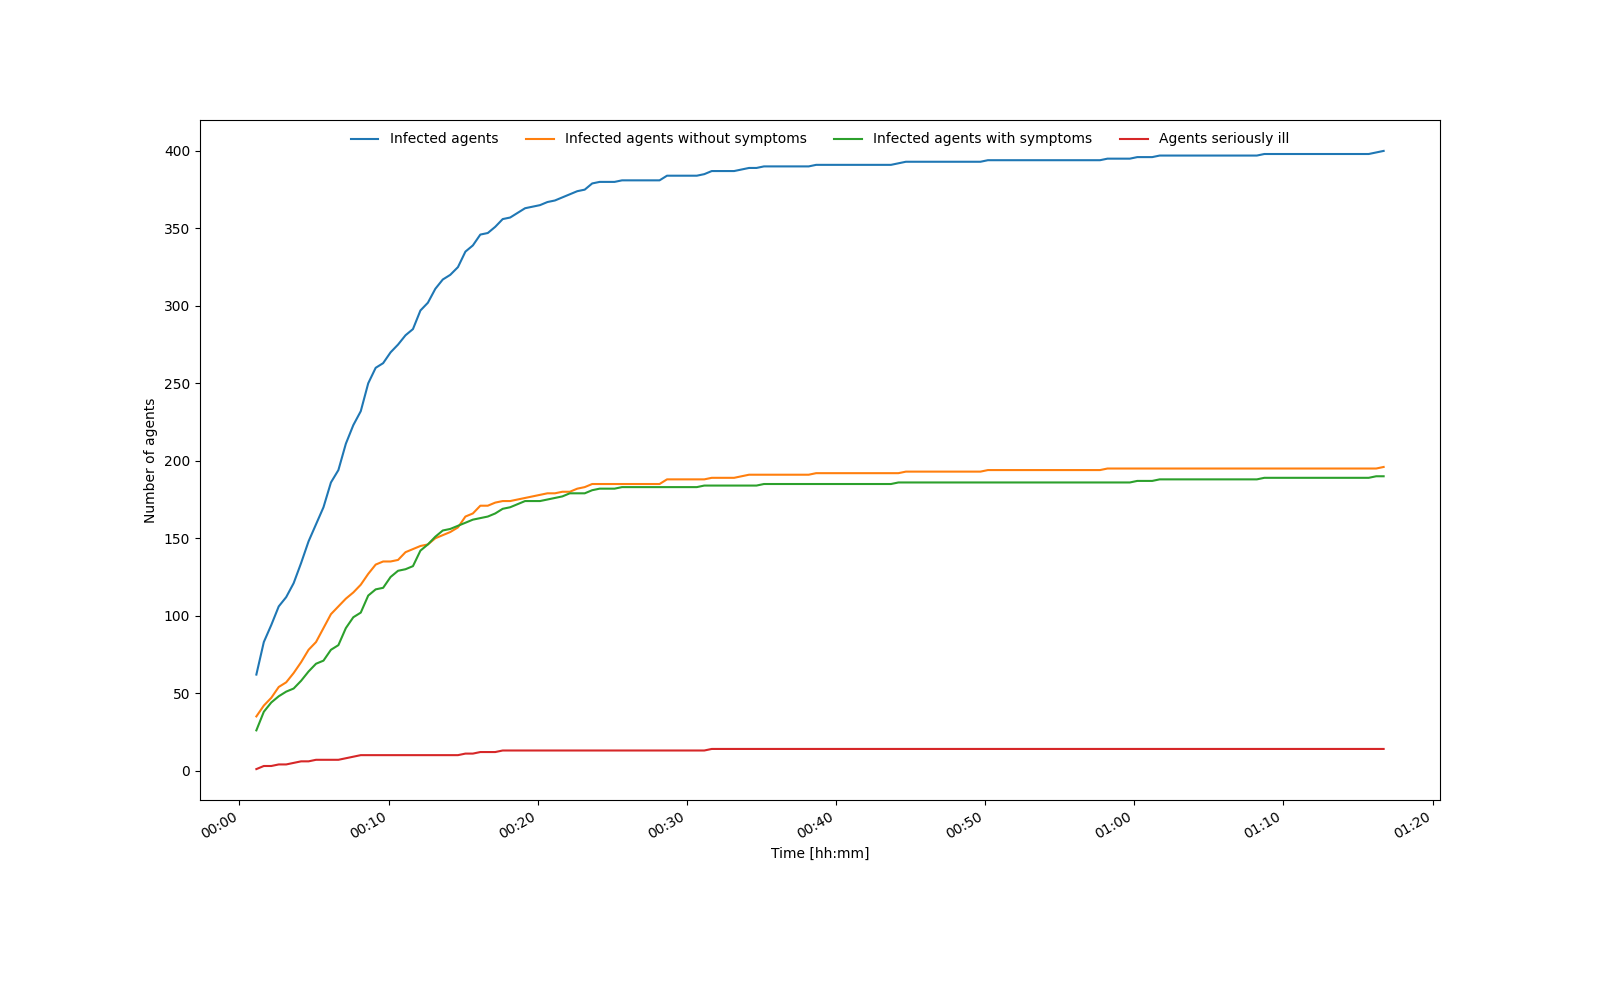 Infected agents Infected agents without symptoms Infected agents with symptoms Agents seriously ill
400
350
300
250
200
150
100
50
0
Number of agents
00:00 00:10 00:20 00:30 00:40 00:50 01:00 01:10 01:20
Time [hh:mm]